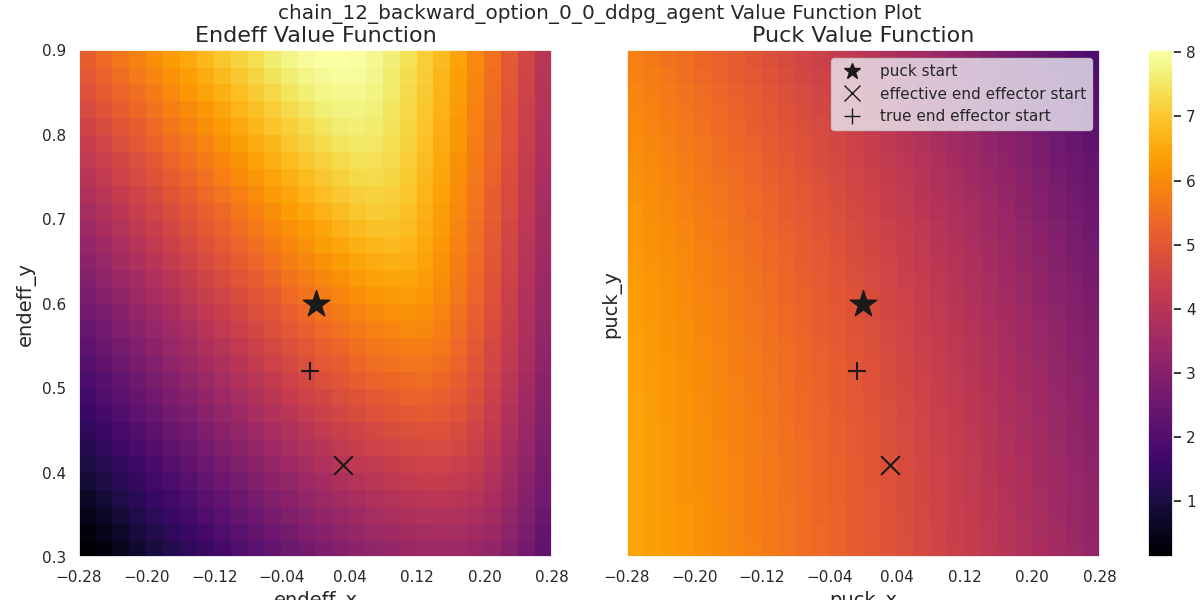 chain_12_backward_option_0_0_ddpg_agent Value Function Plot
Endeff Value Function
Puck Value Function
puck start
effective end effector start
true end effector start
endeff_y
0.9
0.8
0.7
0.6
0.5
0.4
0.3
−0.28 −0.20 −0.12 −0.04 0.04 0.12 0.20 0.28
endeff_x
puck_y
−0.28 −0.20 −0.12 −0.04 0.04 0.12 0.20 0.28
puck_x
8
7
6
5
4
3
2
1